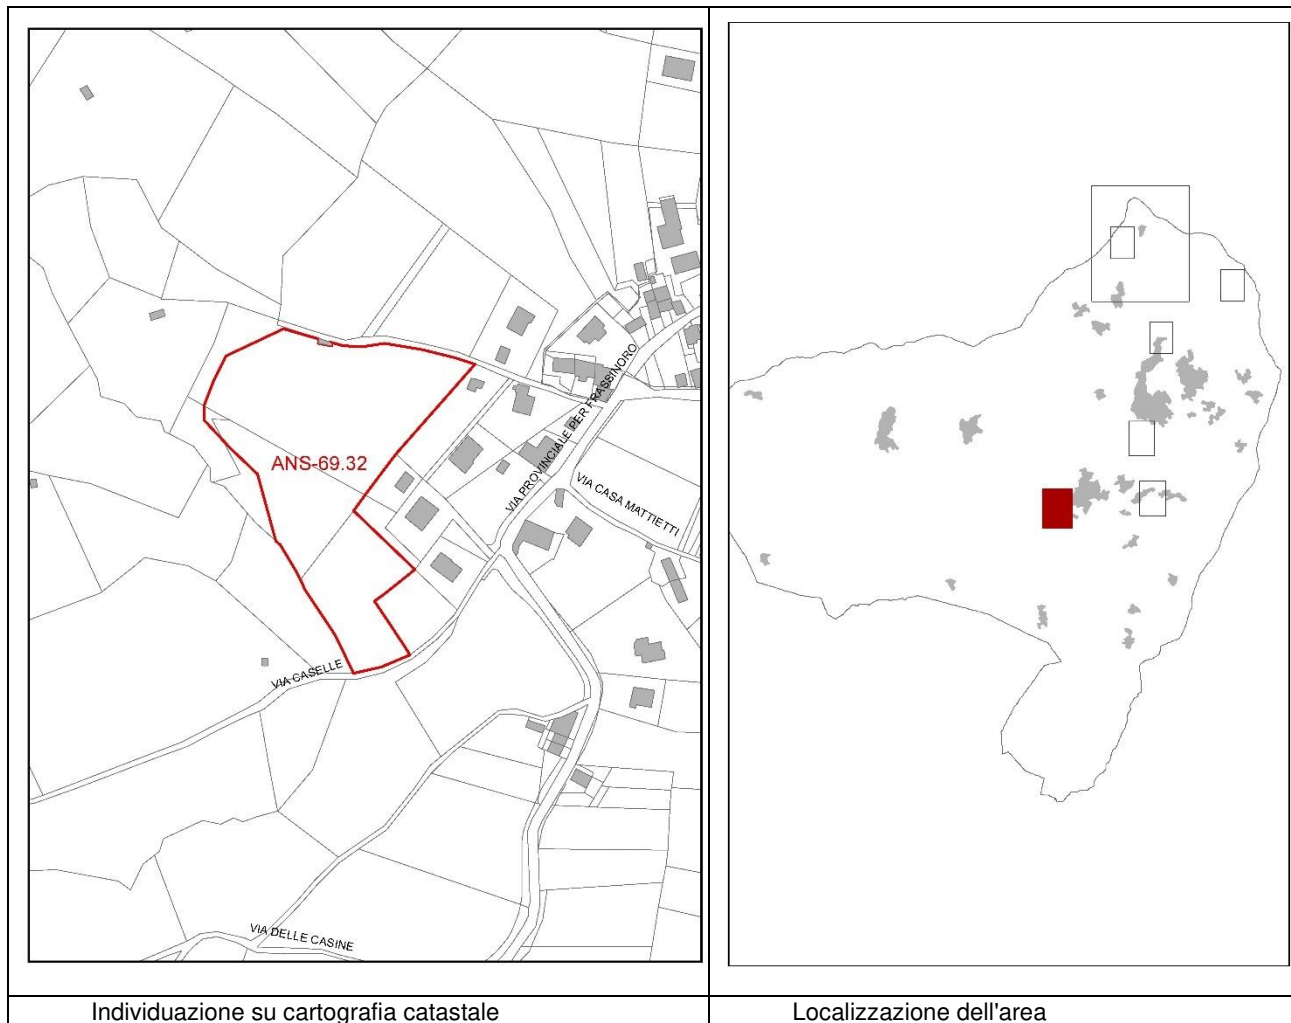 ANS-69.32
VIA PROVINCIALE PER FRASSINORO
VIA CASA MATTIETTI
VIA CASELLE
VIA DELLE CASINE
Individuazione su cartografia catastale
Localizzazione dell'area